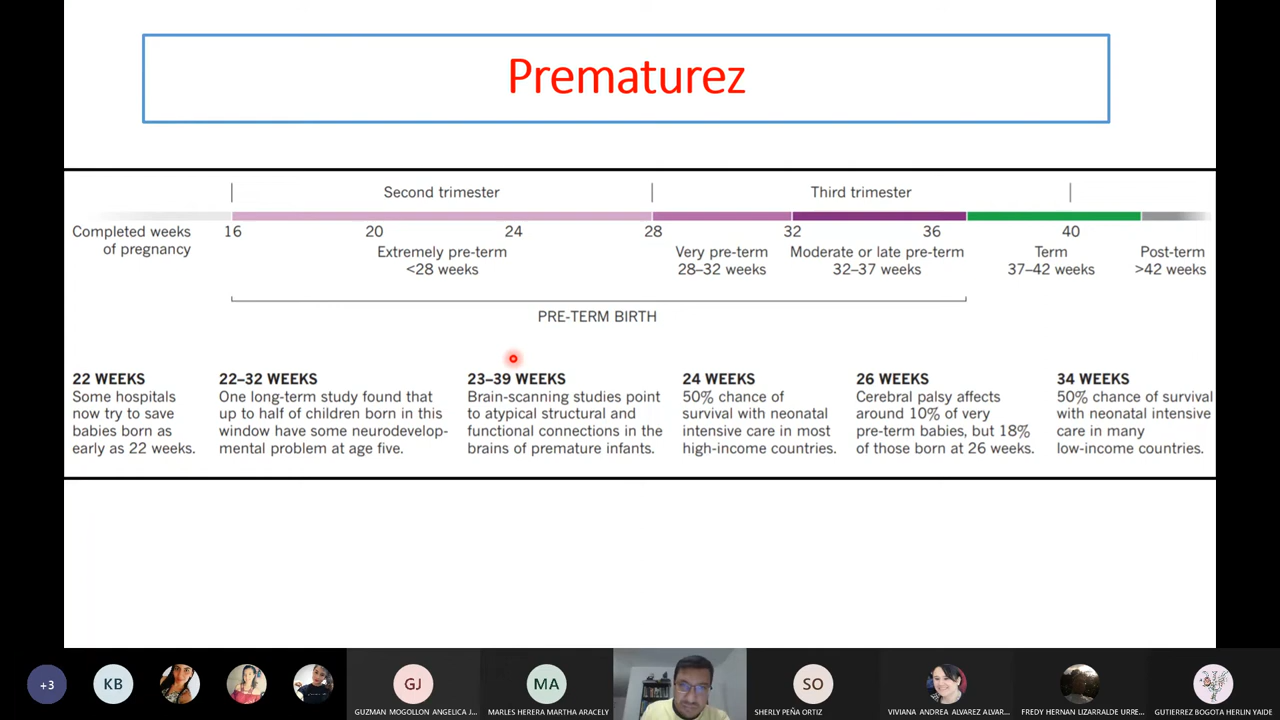 Prematurez
Second trimester
Third trimester
Completed weeks
of pregnancy
16
20
24
28
32
36
40
Extremely pre-term
<28 weeks
Very pre-term
28–32 weeks
Moderate or late pre-term
32–37 weeks
Term
37–42 weeks
Post-term
>42 weeks
PRE-TERM BIRTH
22 WEEKS
Some hospitals
now try to save
babies born as
early as 22 weeks.
22–32 WEEKS
One long-term study found that
up to half of children born in this
window have some neurodevelop-
mental problem at age five.
23–39 WEEKS
Brain-scanning studies point
to atypical structural and
functional connections in the
brains of premature infants.
24 WEEKS
50% chance of
survival with neonatal
intensive care in most
high-income countries.
26 WEEKS
Cerebral palsy affects
around 10% of very
pre-term babies, but 18%
of those born at 26 weeks.
34 WEEKS
50% chance of survival
with neonatal intensive
care in many
low-income countries.
+3
KB
GJ
GUZMAN MOGOLLON ANGELICA J...
MA
MARLES HERERA MARTHA ARACELY
SO
SHERLY PEÑA ORTIZ
VIVIANA ANDREA ALVAREZ ALVAR...
FREDY HERNAN LIZARRALDE URRE...
GUTIERREZ BOGOTA HERLIN YAIDE